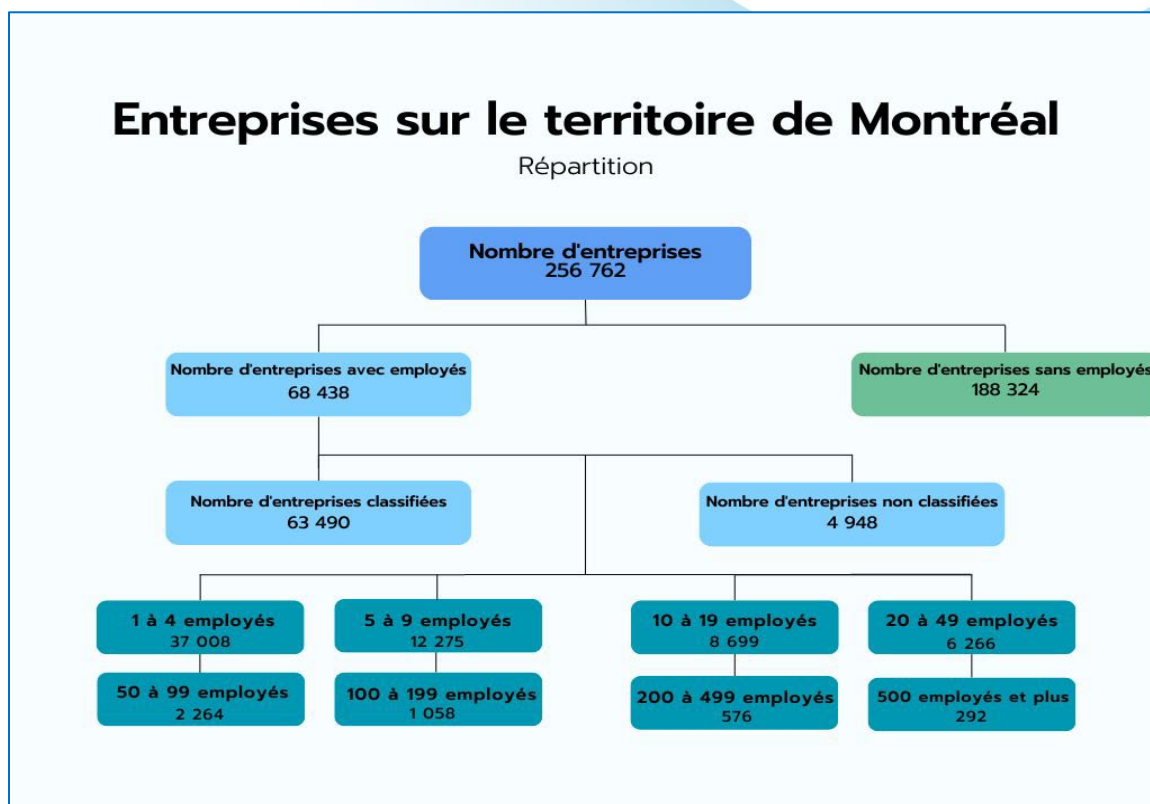 Entreprises sur le territoire de Montréal
Répartition
Nombre d'entreprises
256 762
Nombre d'entreprises avec employés
68 438
Nombre d'entreprises sans employés
188 324
Nombre d'entreprises classifiées
63 490
Nombre d'entreprises non classifiées
4 948
1 à 4 employés
37 008
5 à 9 employés
12 275
10 à 19 employés
8 699
20 à 49 employés
6 266
50 à 99 employés
2 264
100 à 199 employés
1 058
200 à 499 employés
576
500 employés et plus
292